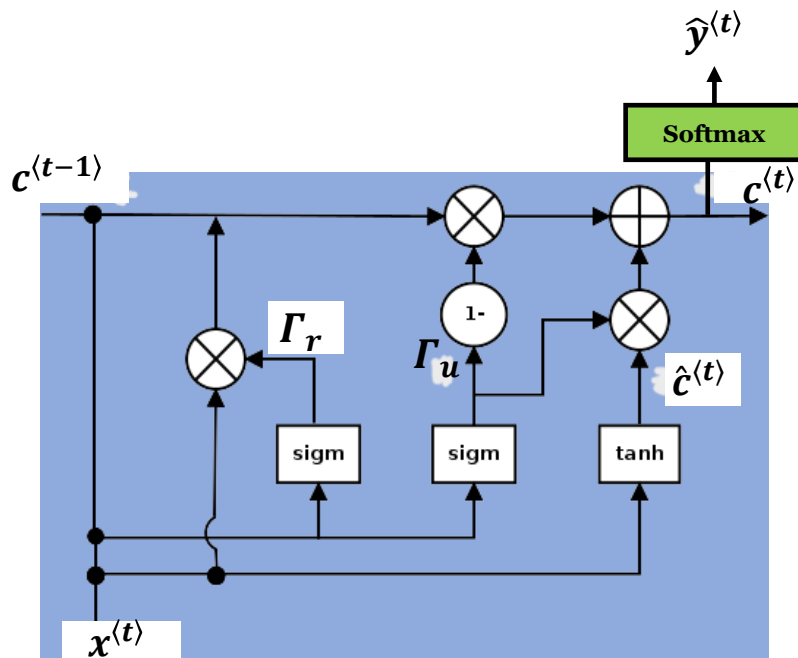 ŷ⟨t⟩
Softmax
c⟨t−1⟩
c⟨t⟩
1-
Γr
Γu
ĉ⟨t⟩
sigm
sigm
tanh
x⟨t⟩